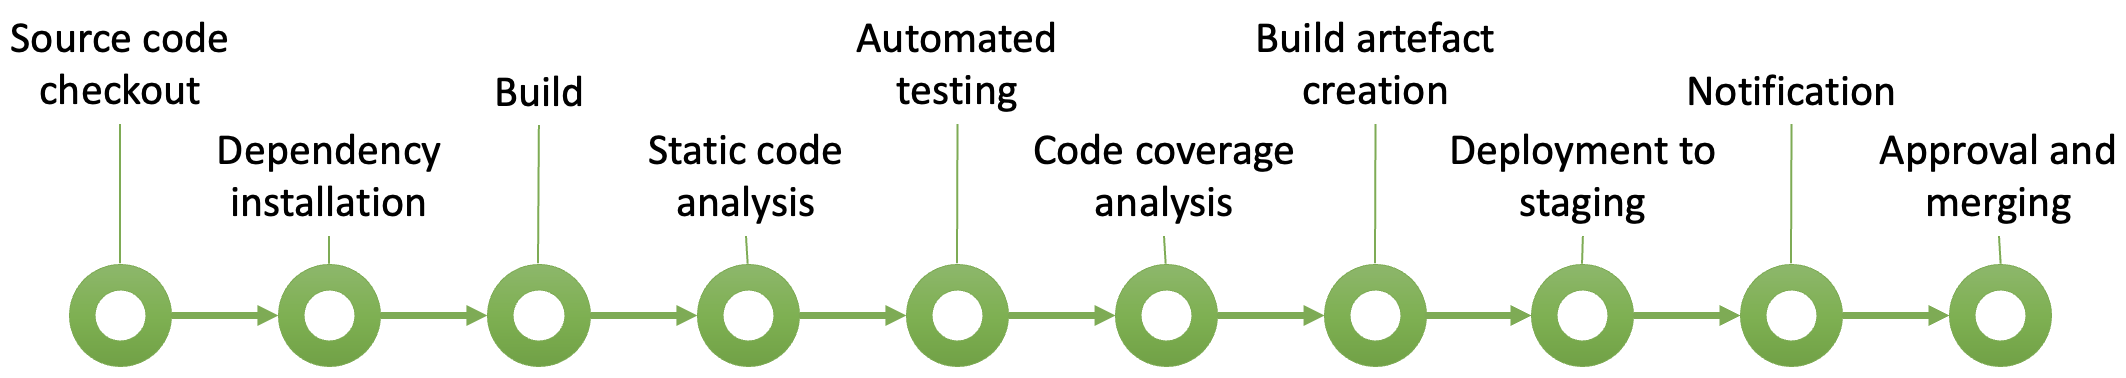 Source code
checkout
Dependency
installation
Build
Static code
analysis
Automated
testing
Code coverage
analysis
Build artefact
creation
Deployment to
staging
Notification
Approval and
merging